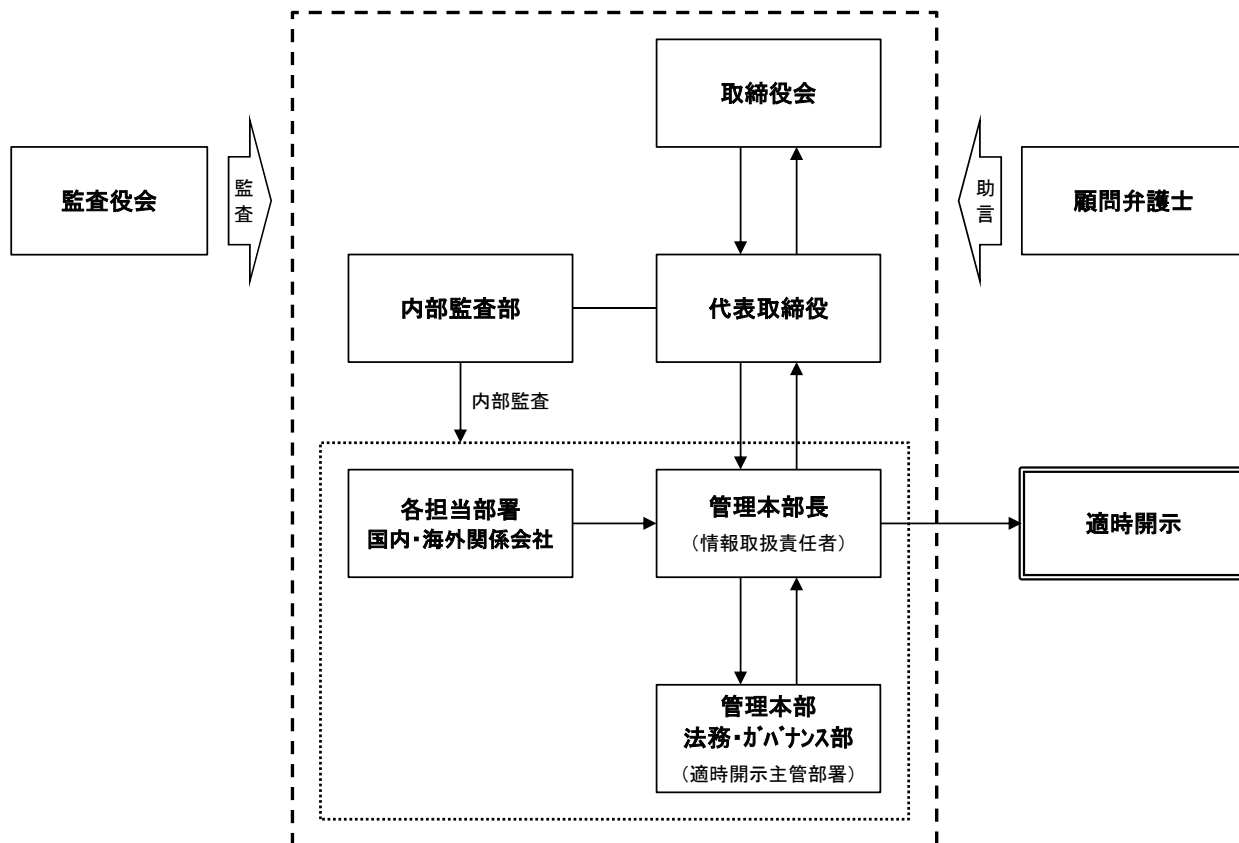 取締役会
監査役会
監査
助言
顧問弁護士
内部監査部
代表取締役
内部監査
各担当部署
国内・海外関係会社
管理本部長
（情報取扱責任者）
適時開示
管理本部
法務・ガバナンス部
（適時開示主管部署）